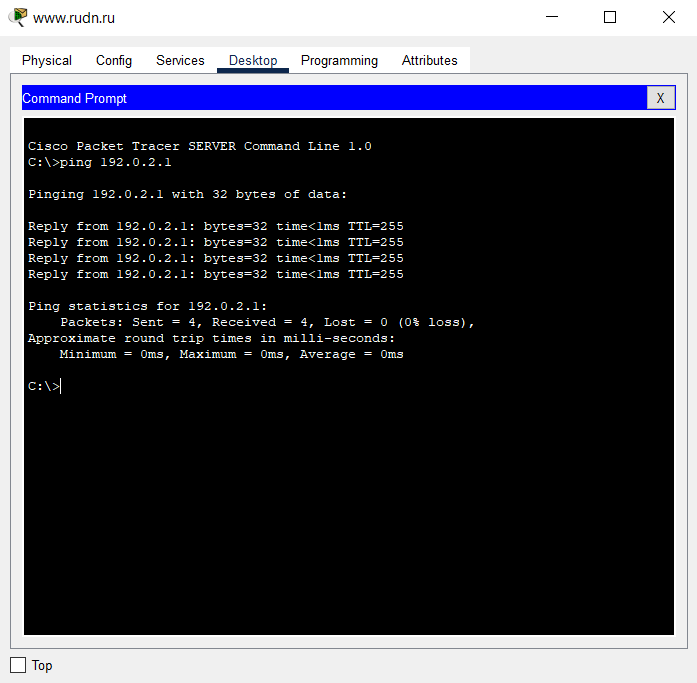 www.rudn.ru
Physical Config Services Desktop Programming Attributes
Command Prompt X
Cisco Packet Tracer SERVER Command Line 1.0
C:\>ping 192.0.2.1
Pinging 192.0.2.1 with 32 bytes of data:
Reply from 192.0.2.1: bytes=32 time<1ms TTL=255
Reply from 192.0.2.1: bytes=32 time<1ms TTL=255
Reply from 192.0.2.1: bytes=32 time<1ms TTL=255
Reply from 192.0.2.1: bytes=32 time<1ms TTL=255
Ping statistics for 192.0.2.1:
Packets: Sent = 4, Received = 4, Lost = 0 (0% loss),
Approximate round trip times in milli-seconds:
Minimum = 0ms, Maximum = 0ms, Average = 0ms
C:\>
Top